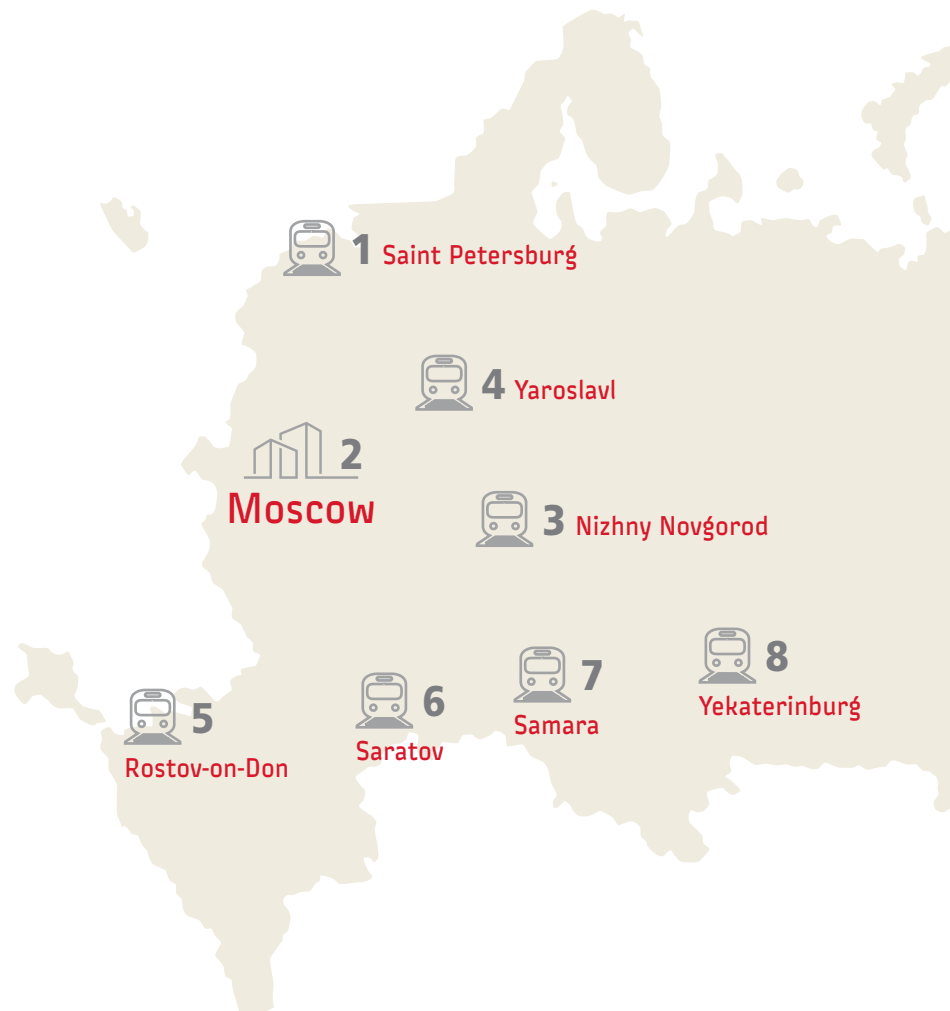 1 Saint Petersburg
4 Yaroslavl
2
Moscow
3 Nizhny Novgorod
8
Yekaterinburg
7
Samara
6
Saratov
5
Rostov-on-Don